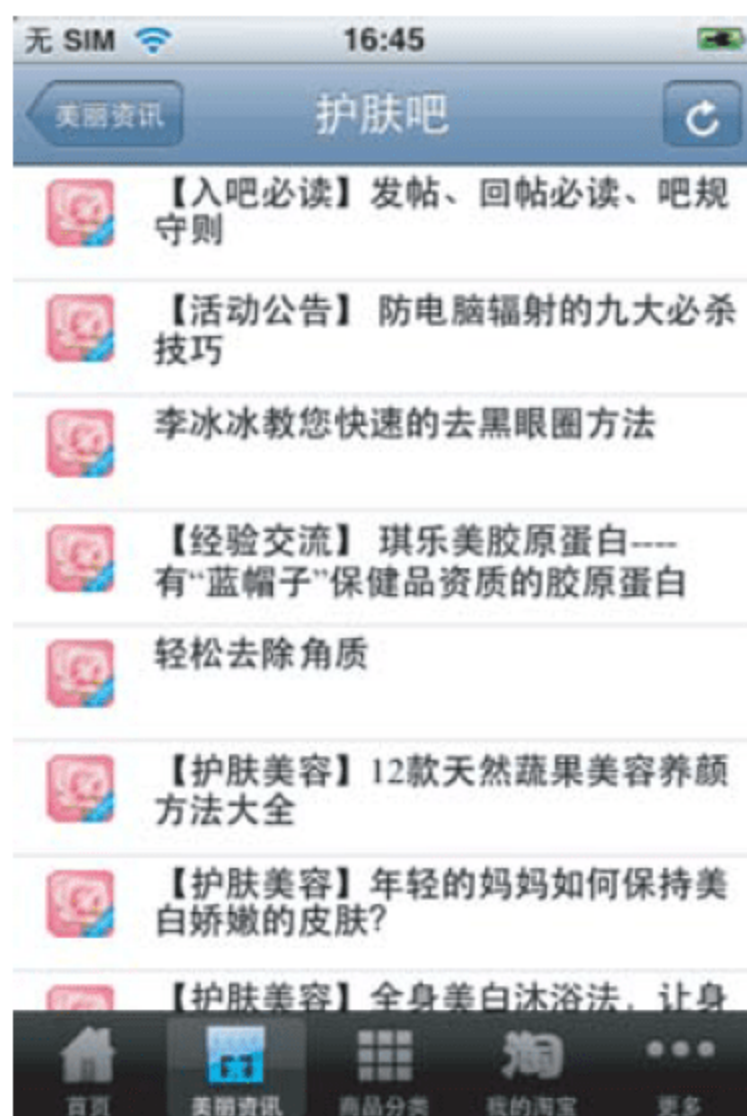 无 SIM
16:45
美丽资讯
护肤吧
【入吧必读】发帖、回帖必读、吧规
守则
【活动公告】 防电脑辐射的九大必杀
技巧
李冰冰教您快速的去黑眼圈方法
【经验交流】 琪乐美胶原蛋白----
有“蓝帽子”保健品资质的胶原蛋白
轻松去除角质
【护肤美容】12款天然蔬果美容养颜
方法大全
【护肤美容】年轻的妈妈如何保持美
白娇嫩的皮肤?
【护肤美容】全身美白沐浴法，让身
淘
首页
美丽资讯
商品分类
我的淘宝
更多